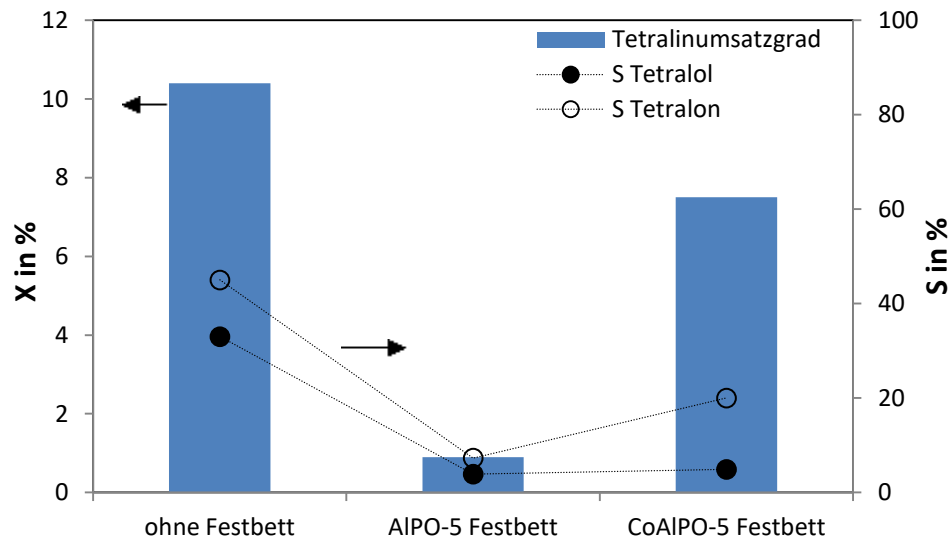 12
10
8
6
4
2
0
X in %
100
80
60
40
20
0
S in %
Tetralinumsatzgrad
S Tetralol
S Tetralon
ohne Festbett
AlPO-5 Festbett
CoAlPO-5 Festbett